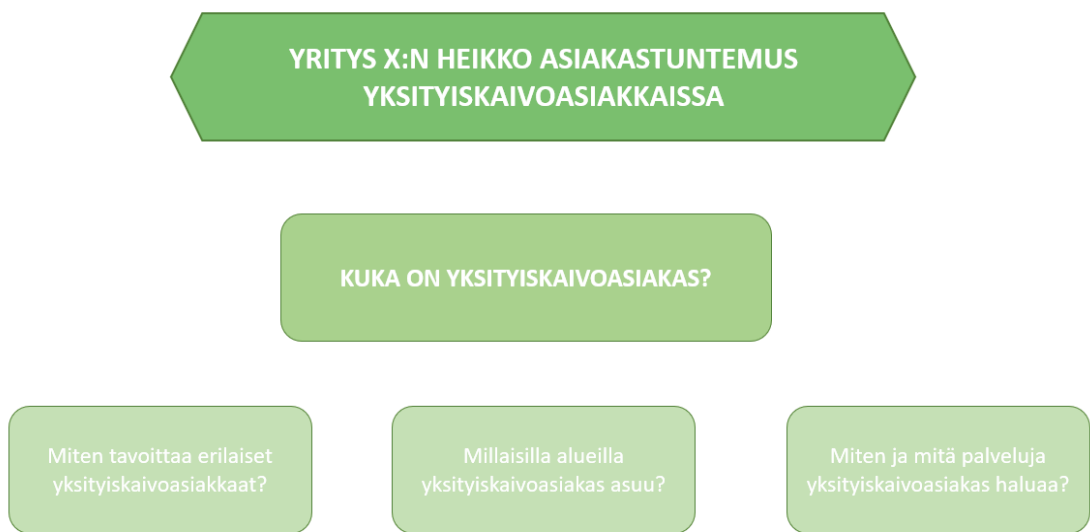 YRITYS X:N HEIKKO ASIAKASTUNTEMUS
YKSITYISKAIVOASIAKKAISSA
KUKA ON YKSITYISKAIVOASIAKAS?
Miten tavoittaa erilaiset
yksityiskaivoasiakkaat?
Millaisilla alueilla
yksityiskaivoasiakas asuu?
Miten ja mitä palveluja
yksityiskaivoasiakas haluaa?